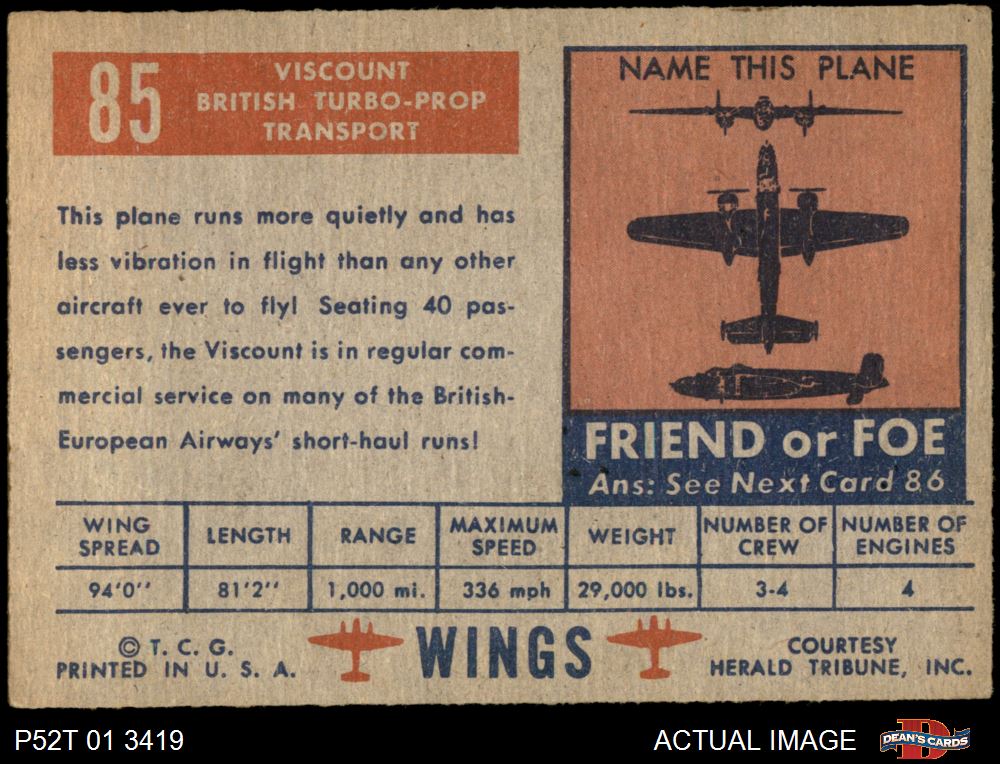 85
VISCOUNT
BRITISH TURBO-PROP
TRANSPORT
This plane runs more quietly and has
less vibration in flight than any other
aircraft ever to fly! Seating 40 pas-
sengers, the Viscount is in regular com-
mercial service on many of the British-
European Airways' short-haul runs!
NAME THIS PLANE
FRIEND or FOE
Ans: See Next Card 86
WING SPREAD LENGTH RANGE MAXIMUM SPEED WEIGHT NUMBER OF CREW NUMBER OF ENGINES
94'0" 81'2" 1,000 mi. 336 mph 29,000 lbs. 3-4 4
© T. C. G.
PRINTED IN U. S. A.
WINGS
COURTESY
HERALD TRIBUNE, INC.
P52T 01 3419
ACTUAL IMAGE
D
DEAN'S CARDS